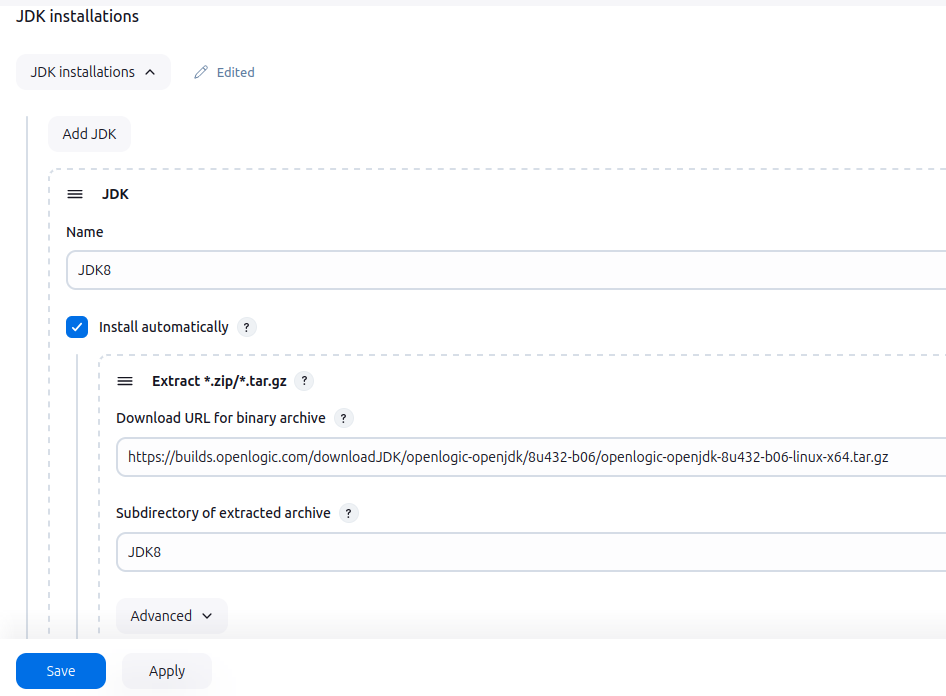 JDK installations
JDK installations
Edited
Add JDK
JDK
Name
JDK8
Install automatically ?
Extract *.zip/*.tar.gz ?
Download URL for binary archive ?
https://builds.openlogic.com/downloadJDK/openlogic-openjdk/8u432-b06/openlogic-openjdk-8u432-b06-linux-x64.tar.gz
Subdirectory of extracted archive ?
JDK8
Advanced
Save Apply